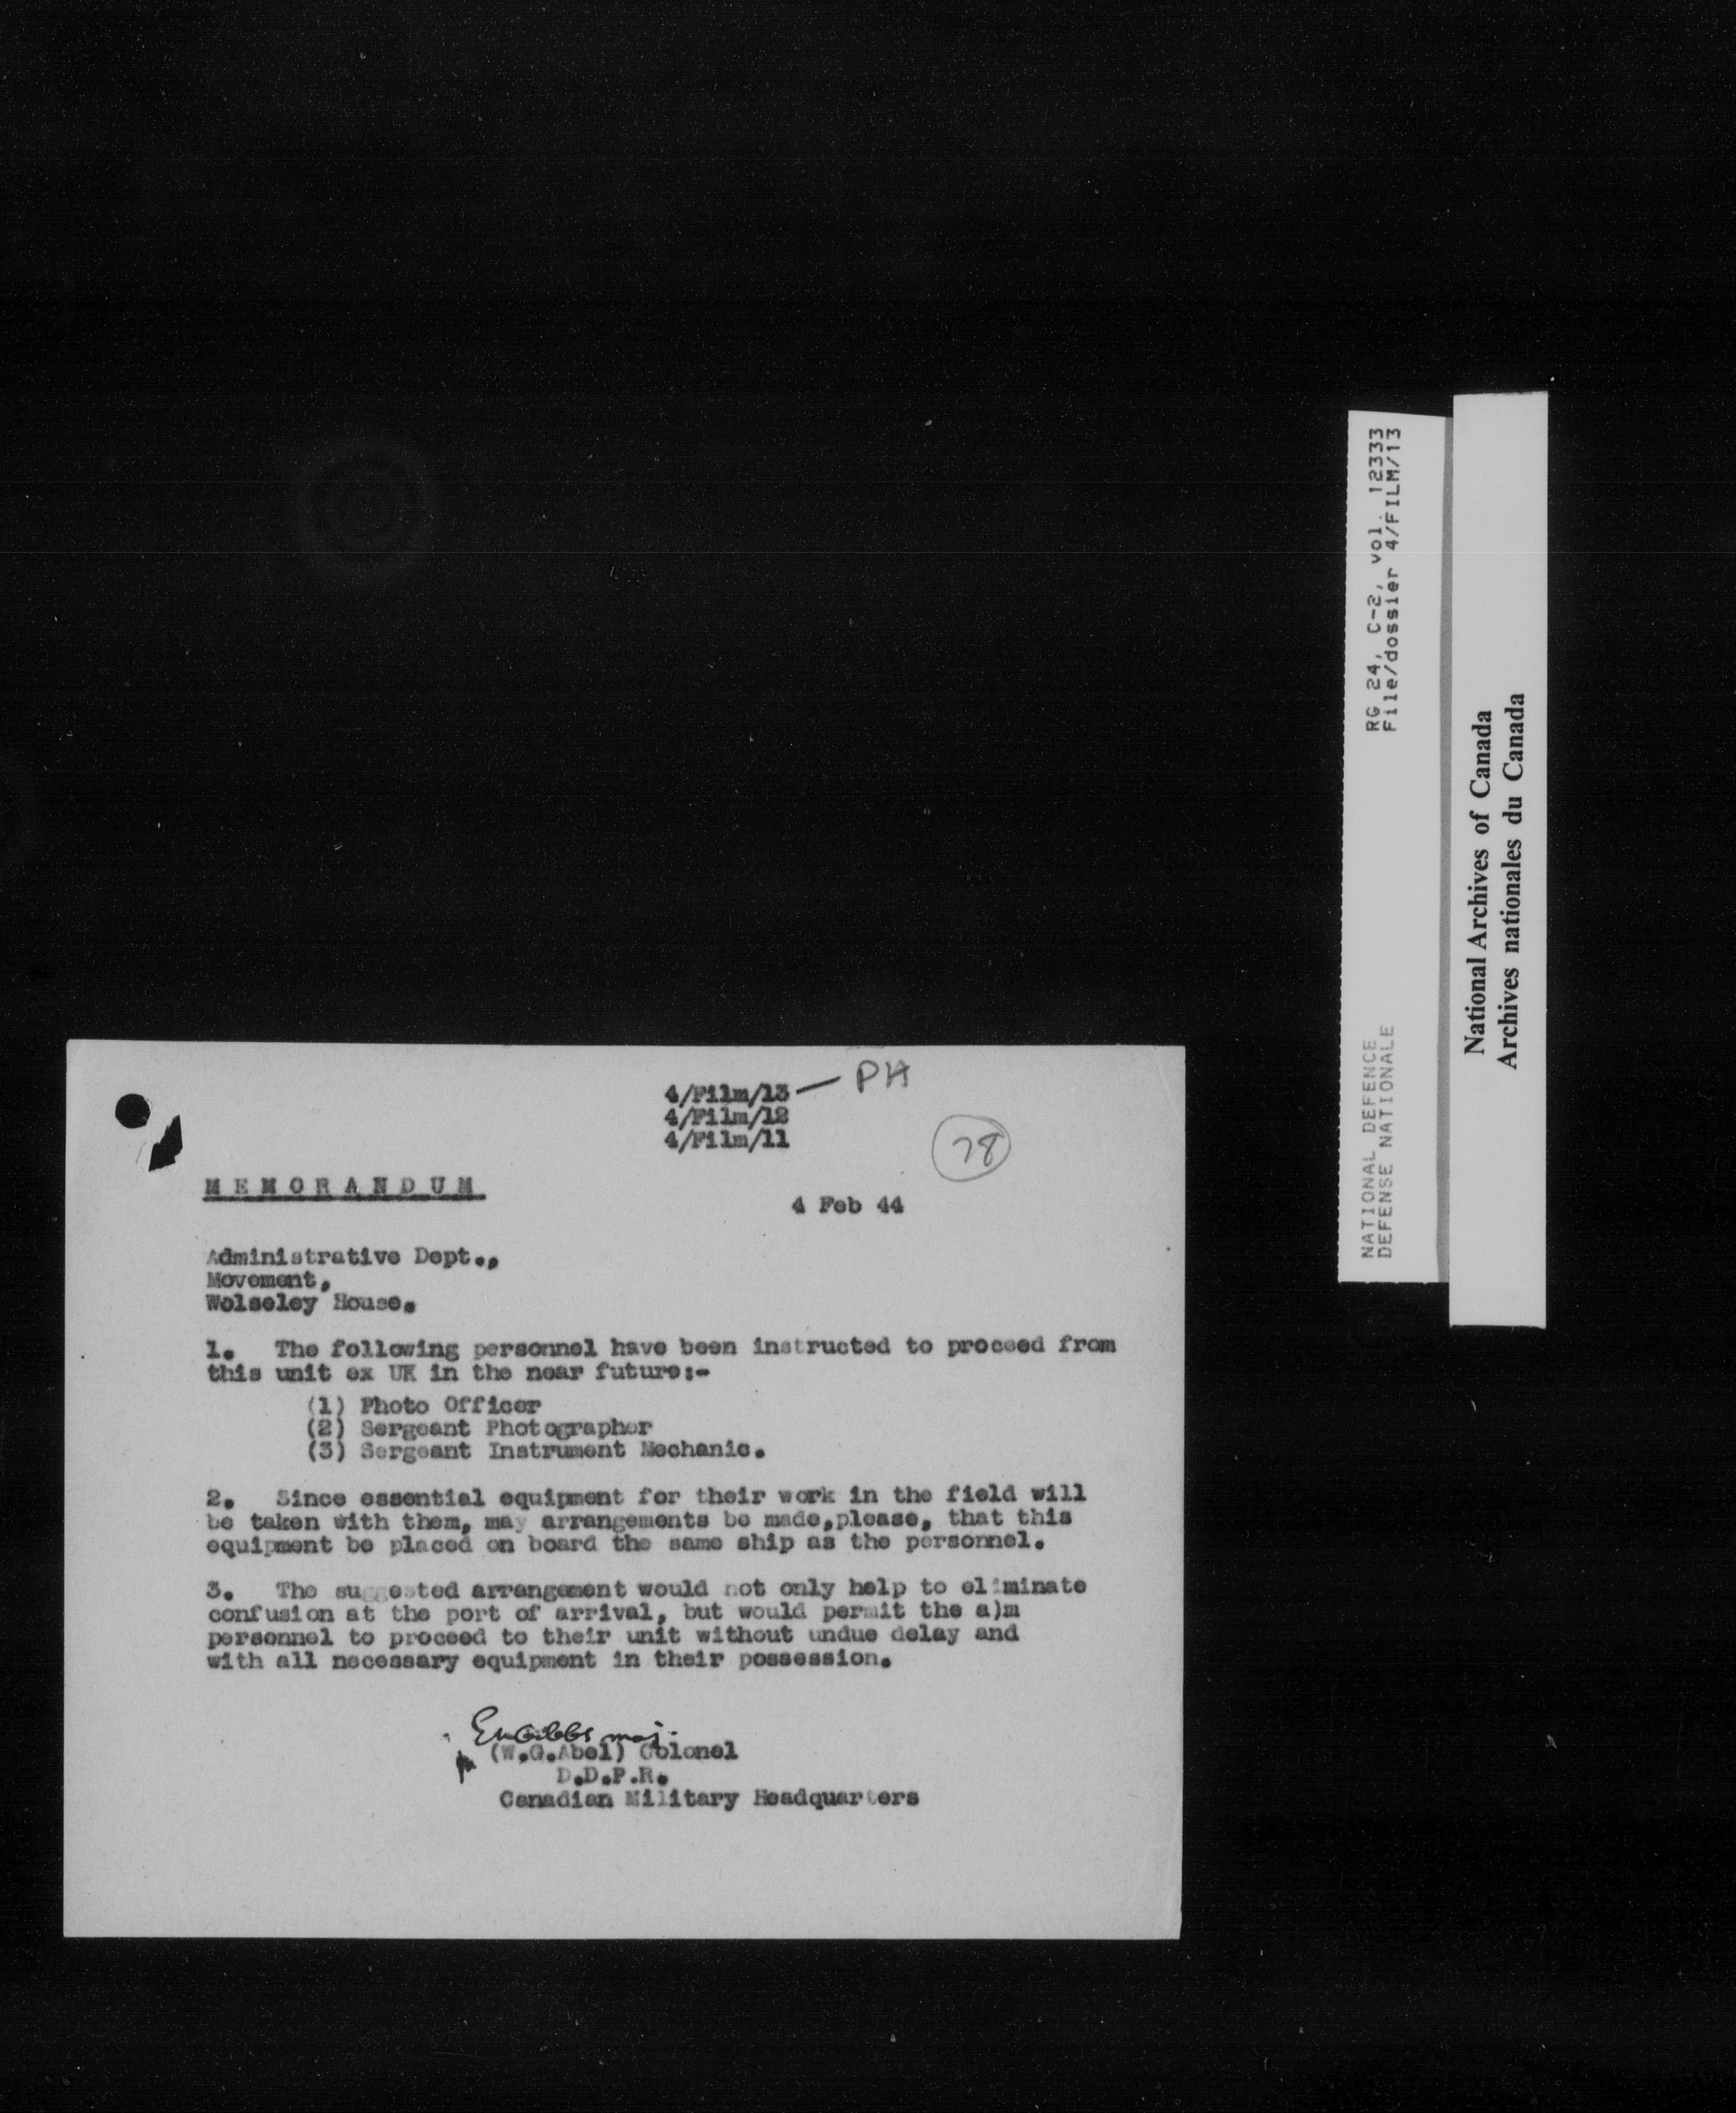 4/Film/13 — PH
4/Film/12
4/Film/11
78
MEMORANDUM
4 Feb 44
Administrative Dept.,
Movement,
Wolseley House.
1. The following personnel have been instructed to proceed from
this unit ex UK in the near future:-
(1) Photo Officer
(2) Sergeant Photographer
(3) Sergeant Instrument Mechanic.
2. Since essential equipment for their work in the field will
be taken with them, may arrangements be made,please, that this
equipment be placed on board the same ship as the personnel.
3. The suggested arrangement would not only help to eliminate
confusion at the port of arrival, but would permit the a)m
personnel to proceed to their unit without undue delay and
with all necessary equipment in their possession.
maj.
(W.G.Abel) Colonel
D.D.P.R.
Canadian Military Headquarters
RG 24, C-2, vol. 12333
File/dossier 4/FILM/13
NATIONAL DEFENCE
DEFENSE NATIONALE
National Archives of Canada
Archives nationales du Canada